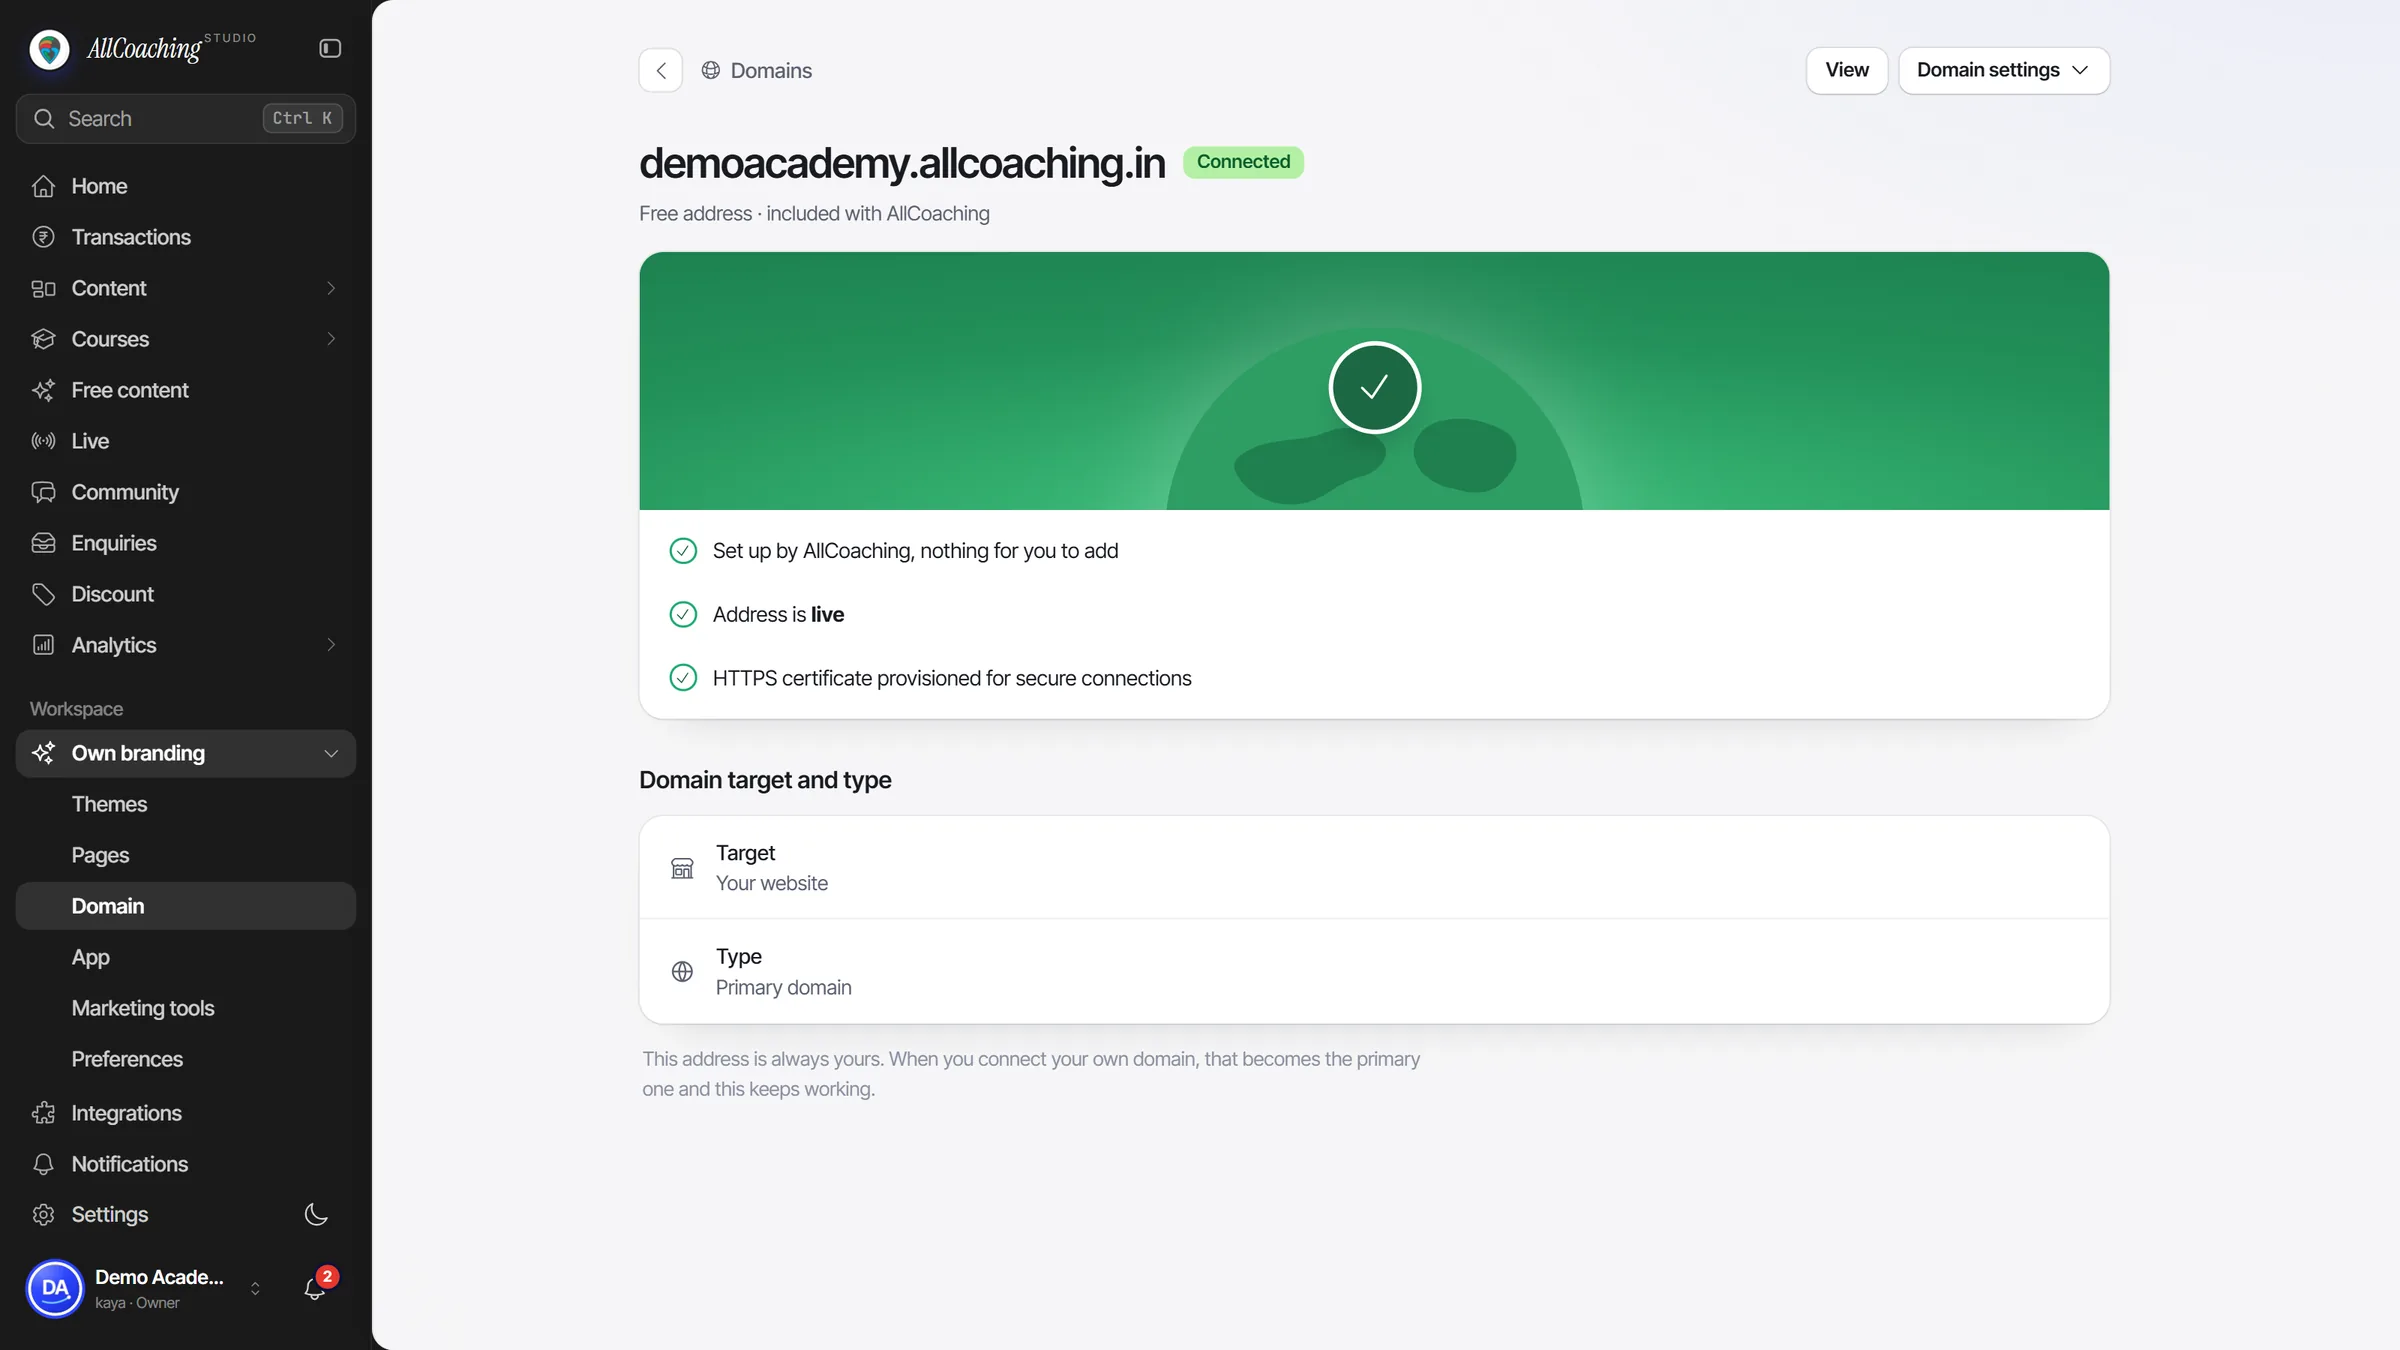 AllCoaching STUDIO
Search Ctrl K
Home
Transactions
Content
Courses
Free content
Live
Community
Enquiries
Discount
Analytics
Workspace
Own branding
Themes
Pages
Domain
App
Marketing tools
Preferences
Integrations
Notifications
Settings
DA
Demo Acade...
kaya · Owner
2
Domains
View
Domain settings
demoacademy.allcoaching.in
Connected
Free address · included with AllCoaching
Set up by AllCoaching, nothing for you to add
Address is live
HTTPS certificate provisioned for secure connections
Domain target and type
Target
Your website
Type
Primary domain
This address is always yours. When you connect your own domain, that becomes the primary
one and this keeps working.